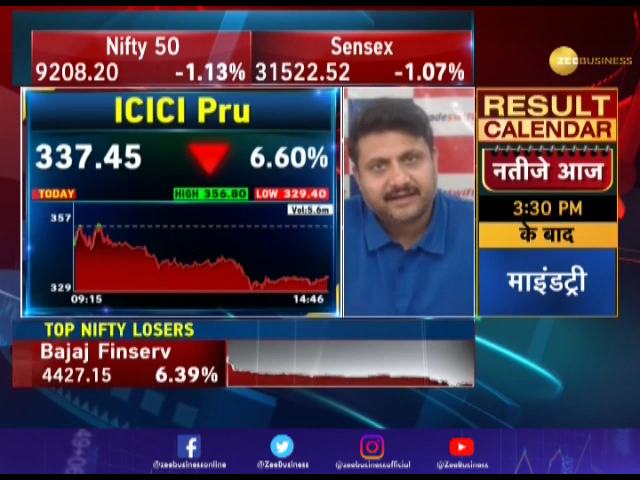 Nifty 50
9208.20 -1.13%
Sensex
31522.52 -1.07%
ZEEBUSINESS
ICICI Pru
337.45 6.60%
TODAY HIGH 356.80 LOW 329.40
Vol:5.6m
357
329
09:15 14:46
RESULT
CALENDAR
नतीजे आज
3:30 PM
के बाद
माइंडट्री
TOP NIFTY LOSERS
Bajaj Finserv
4427.15 6.39%
@zeebusinessonline
@ZeeBusiness
@zeebusinessofficial
@ZeeBusiness